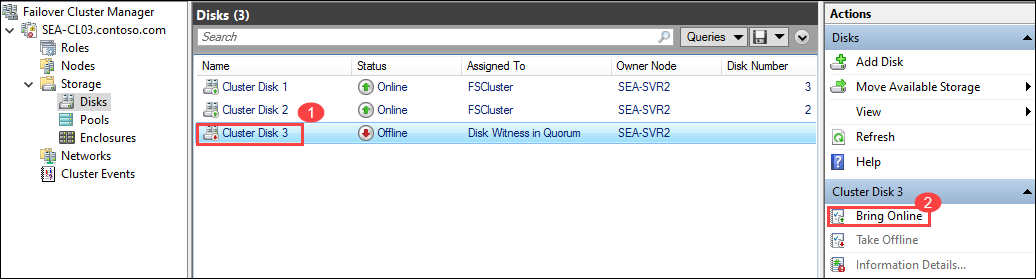 Failover Cluster Manager
SEA-CL03.contoso.com
Roles
Nodes
Storage
Disks
Pools
Enclosures
Networks
Cluster Events
Disks (3)
Search
Queries
Name Status Assigned To Owner Node Disk Number
Cluster Disk 1 Online FSCluster SEA-SVR2 3
Cluster Disk 2 Online FSCluster SEA-SVR2 2
1
Cluster Disk 3 Offline Disk Witness in Quorum SEA-SVR2
Actions
Disks
Add Disk
Move Available Storage
View
Refresh
Help
Cluster Disk 3
2
Bring Online
Take Offline
Information Details...